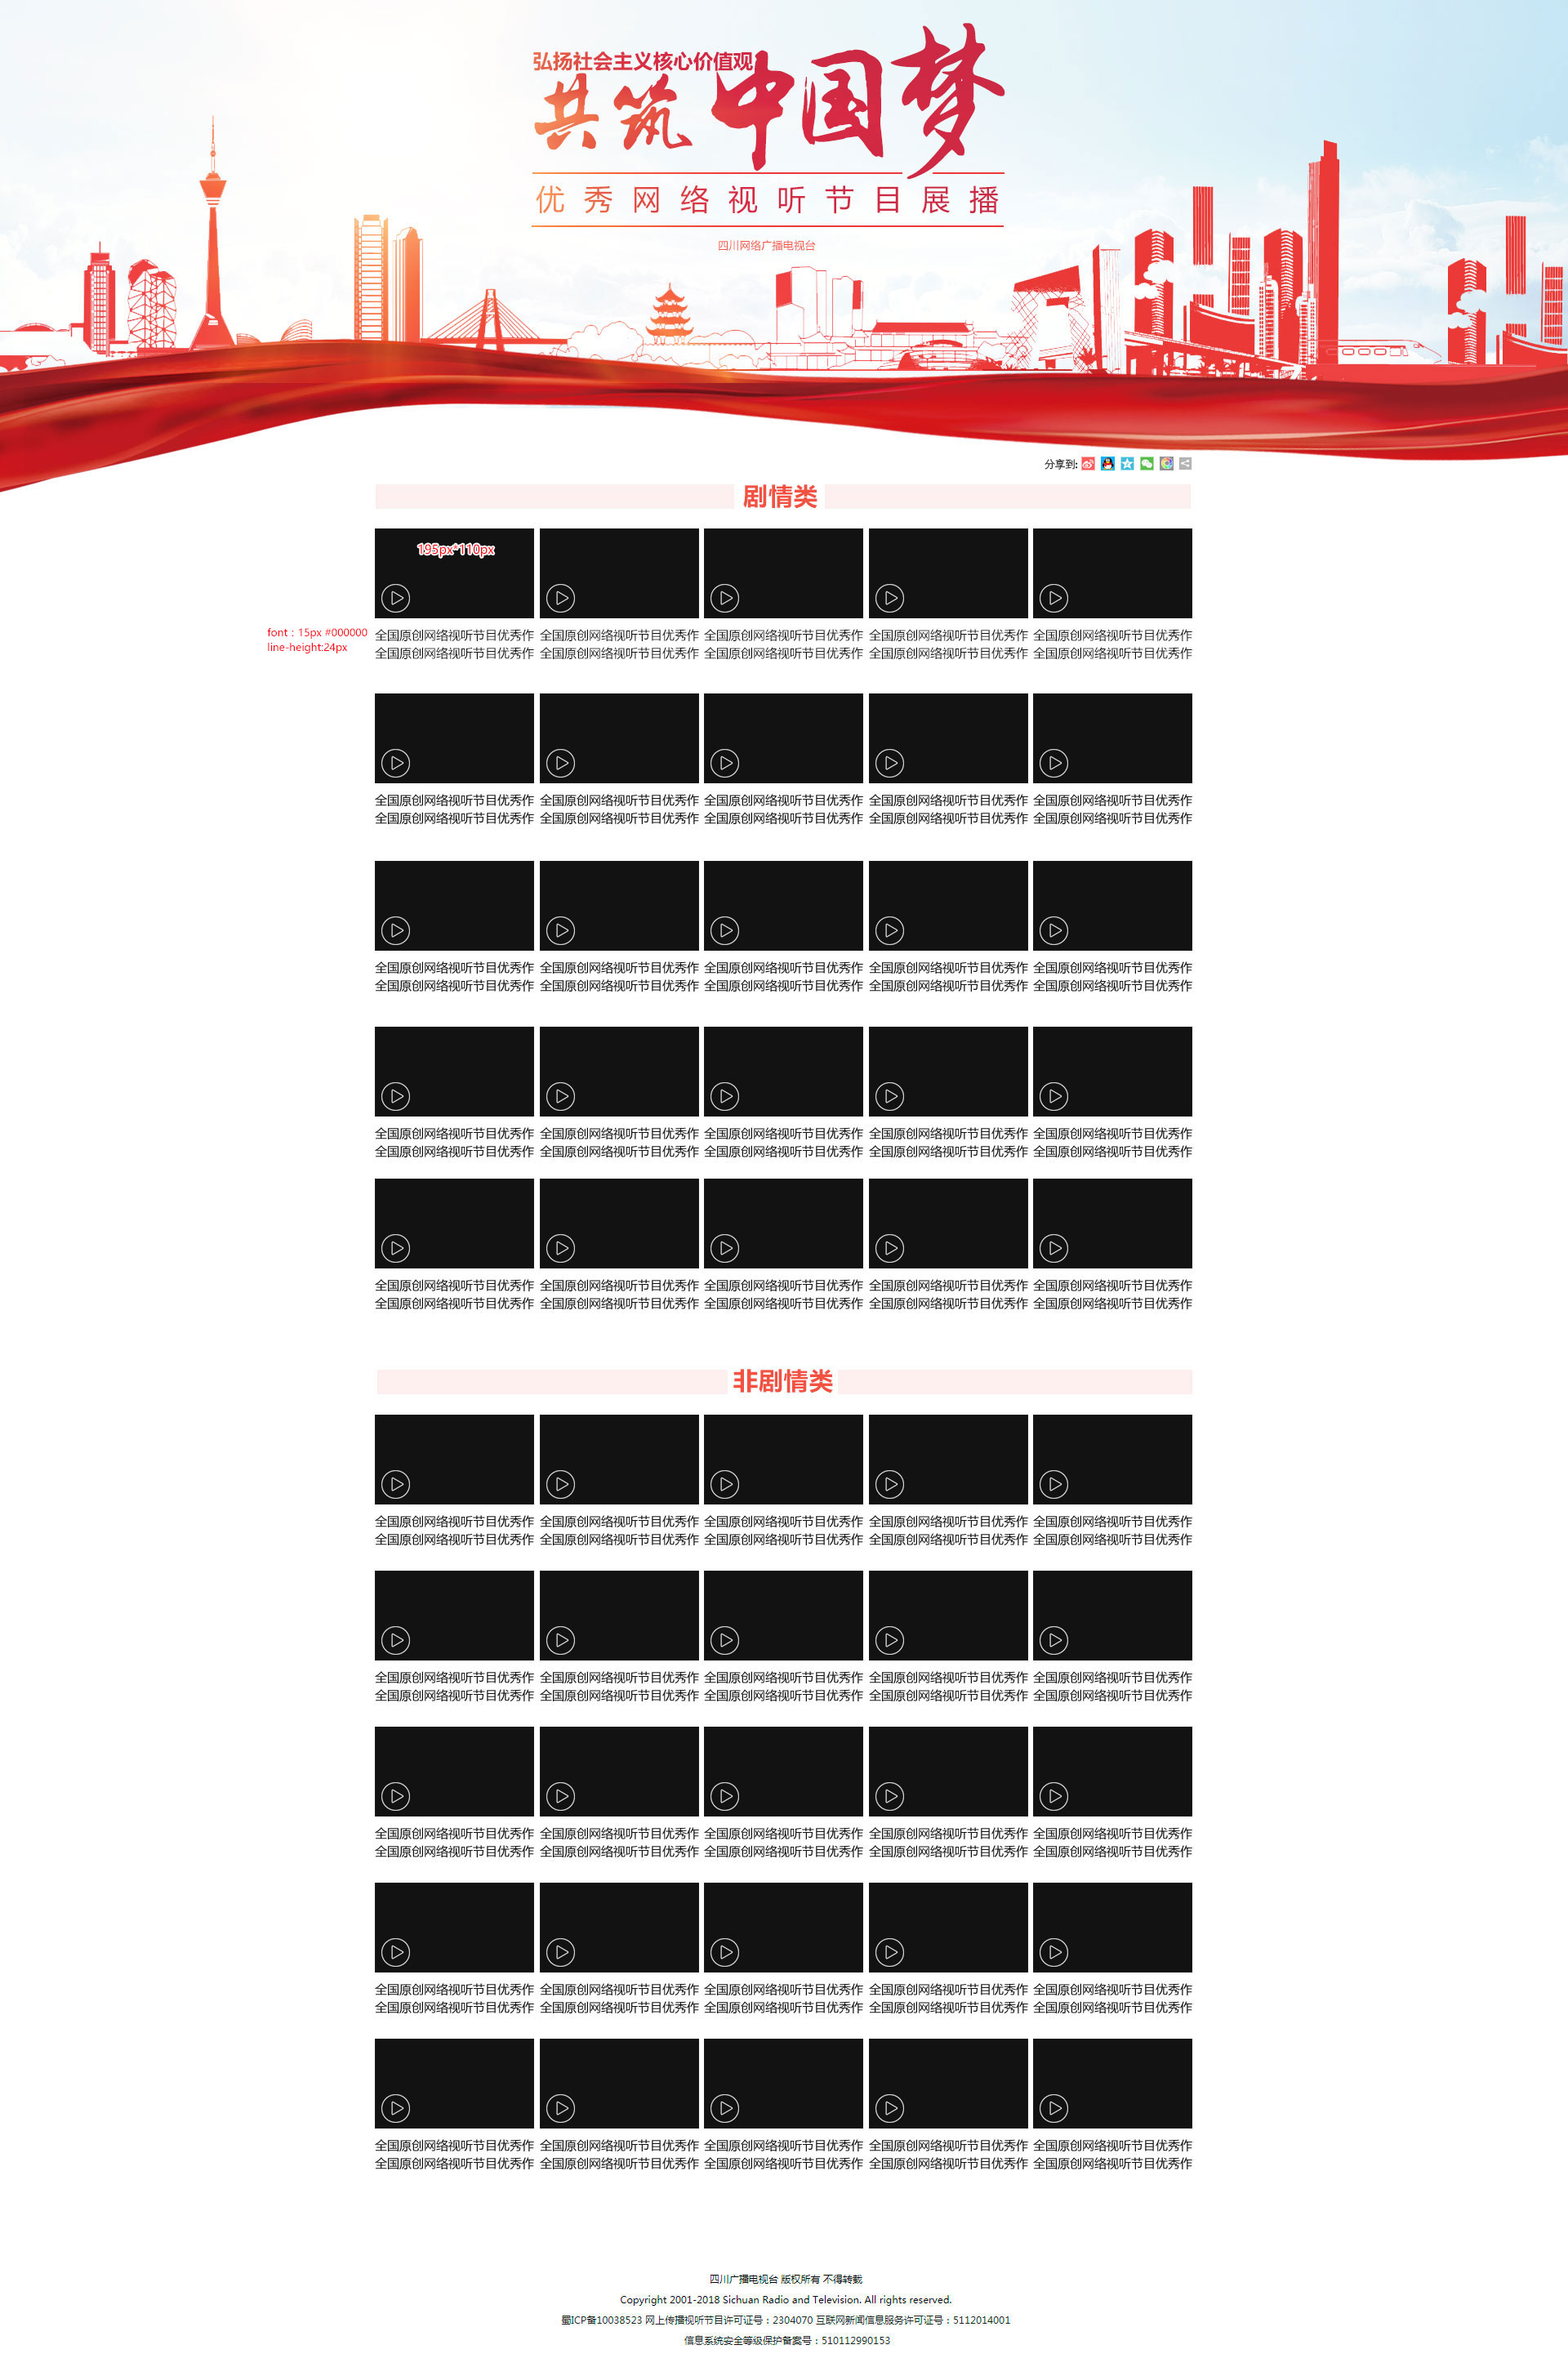 弘扬社会主义核心价值观
共筑中国梦
优秀网络视听节目展播
四川网络广播电视台
分享到:
剧情类
195px*110px
font：15px #000000
line-height:24px
全国原创网络视听节目优秀作 全国原创网络视听节目优秀作 全国原创网络视听节目优秀作 全国原创网络视听节目优秀作 全国原创网络视听节目优秀作
全国原创网络视听节目优秀作 全国原创网络视听节目优秀作 全国原创网络视听节目优秀作 全国原创网络视听节目优秀作 全国原创网络视听节目优秀作
全国原创网络视听节目优秀作 全国原创网络视听节目优秀作 全国原创网络视听节目优秀作 全国原创网络视听节目优秀作 全国原创网络视听节目优秀作
全国原创网络视听节目优秀作 全国原创网络视听节目优秀作 全国原创网络视听节目优秀作 全国原创网络视听节目优秀作 全国原创网络视听节目优秀作
全国原创网络视听节目优秀作 全国原创网络视听节目优秀作 全国原创网络视听节目优秀作 全国原创网络视听节目优秀作 全国原创网络视听节目优秀作
全国原创网络视听节目优秀作 全国原创网络视听节目优秀作 全国原创网络视听节目优秀作 全国原创网络视听节目优秀作 全国原创网络视听节目优秀作
全国原创网络视听节目优秀作 全国原创网络视听节目优秀作 全国原创网络视听节目优秀作 全国原创网络视听节目优秀作 全国原创网络视听节目优秀作
全国原创网络视听节目优秀作 全国原创网络视听节目优秀作 全国原创网络视听节目优秀作 全国原创网络视听节目优秀作 全国原创网络视听节目优秀作
全国原创网络视听节目优秀作 全国原创网络视听节目优秀作 全国原创网络视听节目优秀作 全国原创网络视听节目优秀作 全国原创网络视听节目优秀作
全国原创网络视听节目优秀作 全国原创网络视听节目优秀作 全国原创网络视听节目优秀作 全国原创网络视听节目优秀作 全国原创网络视听节目优秀作
非剧情类
全国原创网络视听节目优秀作 全国原创网络视听节目优秀作 全国原创网络视听节目优秀作 全国原创网络视听节目优秀作 全国原创网络视听节目优秀作
全国原创网络视听节目优秀作 全国原创网络视听节目优秀作 全国原创网络视听节目优秀作 全国原创网络视听节目优秀作 全国原创网络视听节目优秀作
全国原创网络视听节目优秀作 全国原创网络视听节目优秀作 全国原创网络视听节目优秀作 全国原创网络视听节目优秀作 全国原创网络视听节目优秀作
全国原创网络视听节目优秀作 全国原创网络视听节目优秀作 全国原创网络视听节目优秀作 全国原创网络视听节目优秀作 全国原创网络视听节目优秀作
全国原创网络视听节目优秀作 全国原创网络视听节目优秀作 全国原创网络视听节目优秀作 全国原创网络视听节目优秀作 全国原创网络视听节目优秀作
全国原创网络视听节目优秀作 全国原创网络视听节目优秀作 全国原创网络视听节目优秀作 全国原创网络视听节目优秀作 全国原创网络视听节目优秀作
全国原创网络视听节目优秀作 全国原创网络视听节目优秀作 全国原创网络视听节目优秀作 全国原创网络视听节目优秀作 全国原创网络视听节目优秀作
全国原创网络视听节目优秀作 全国原创网络视听节目优秀作 全国原创网络视听节目优秀作 全国原创网络视听节目优秀作 全国原创网络视听节目优秀作
全国原创网络视听节目优秀作 全国原创网络视听节目优秀作 全国原创网络视听节目优秀作 全国原创网络视听节目优秀作 全国原创网络视听节目优秀作
全国原创网络视听节目优秀作 全国原创网络视听节目优秀作 全国原创网络视听节目优秀作 全国原创网络视听节目优秀作 全国原创网络视听节目优秀作
四川广播电视台 版权所有 不得转载
Copyright 2001-2018 Sichuan Radio and Television. All rights reserved.
蜀ICP备10038523 网上传播视听节目许可证号：2304070 互联网新闻信息服务许可证号：5112014001
信息系统安全等级保护备案号：510112990153